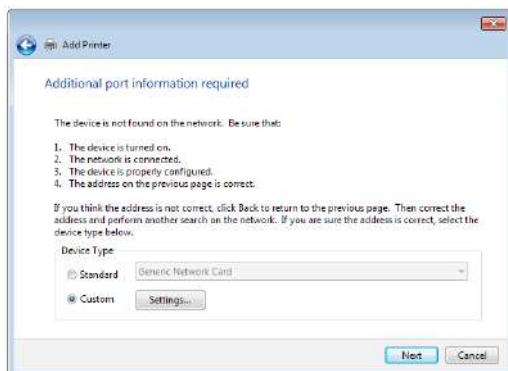 Add Printer
Additional port information required
The device is not found on the network. Be sure that:
1. The device is turned on.
2. The network is connected.
3. The device is properly configured.
4. The address on the previous page is correct.
If you think the address is not correct, click Back to return to the previous page. Then correct the
address and perform another search on the network. If you are sure the address is correct, select the
device type below.
Device Type
Standard
Generic Network Card
Custom
Settings...
Next
Cancel